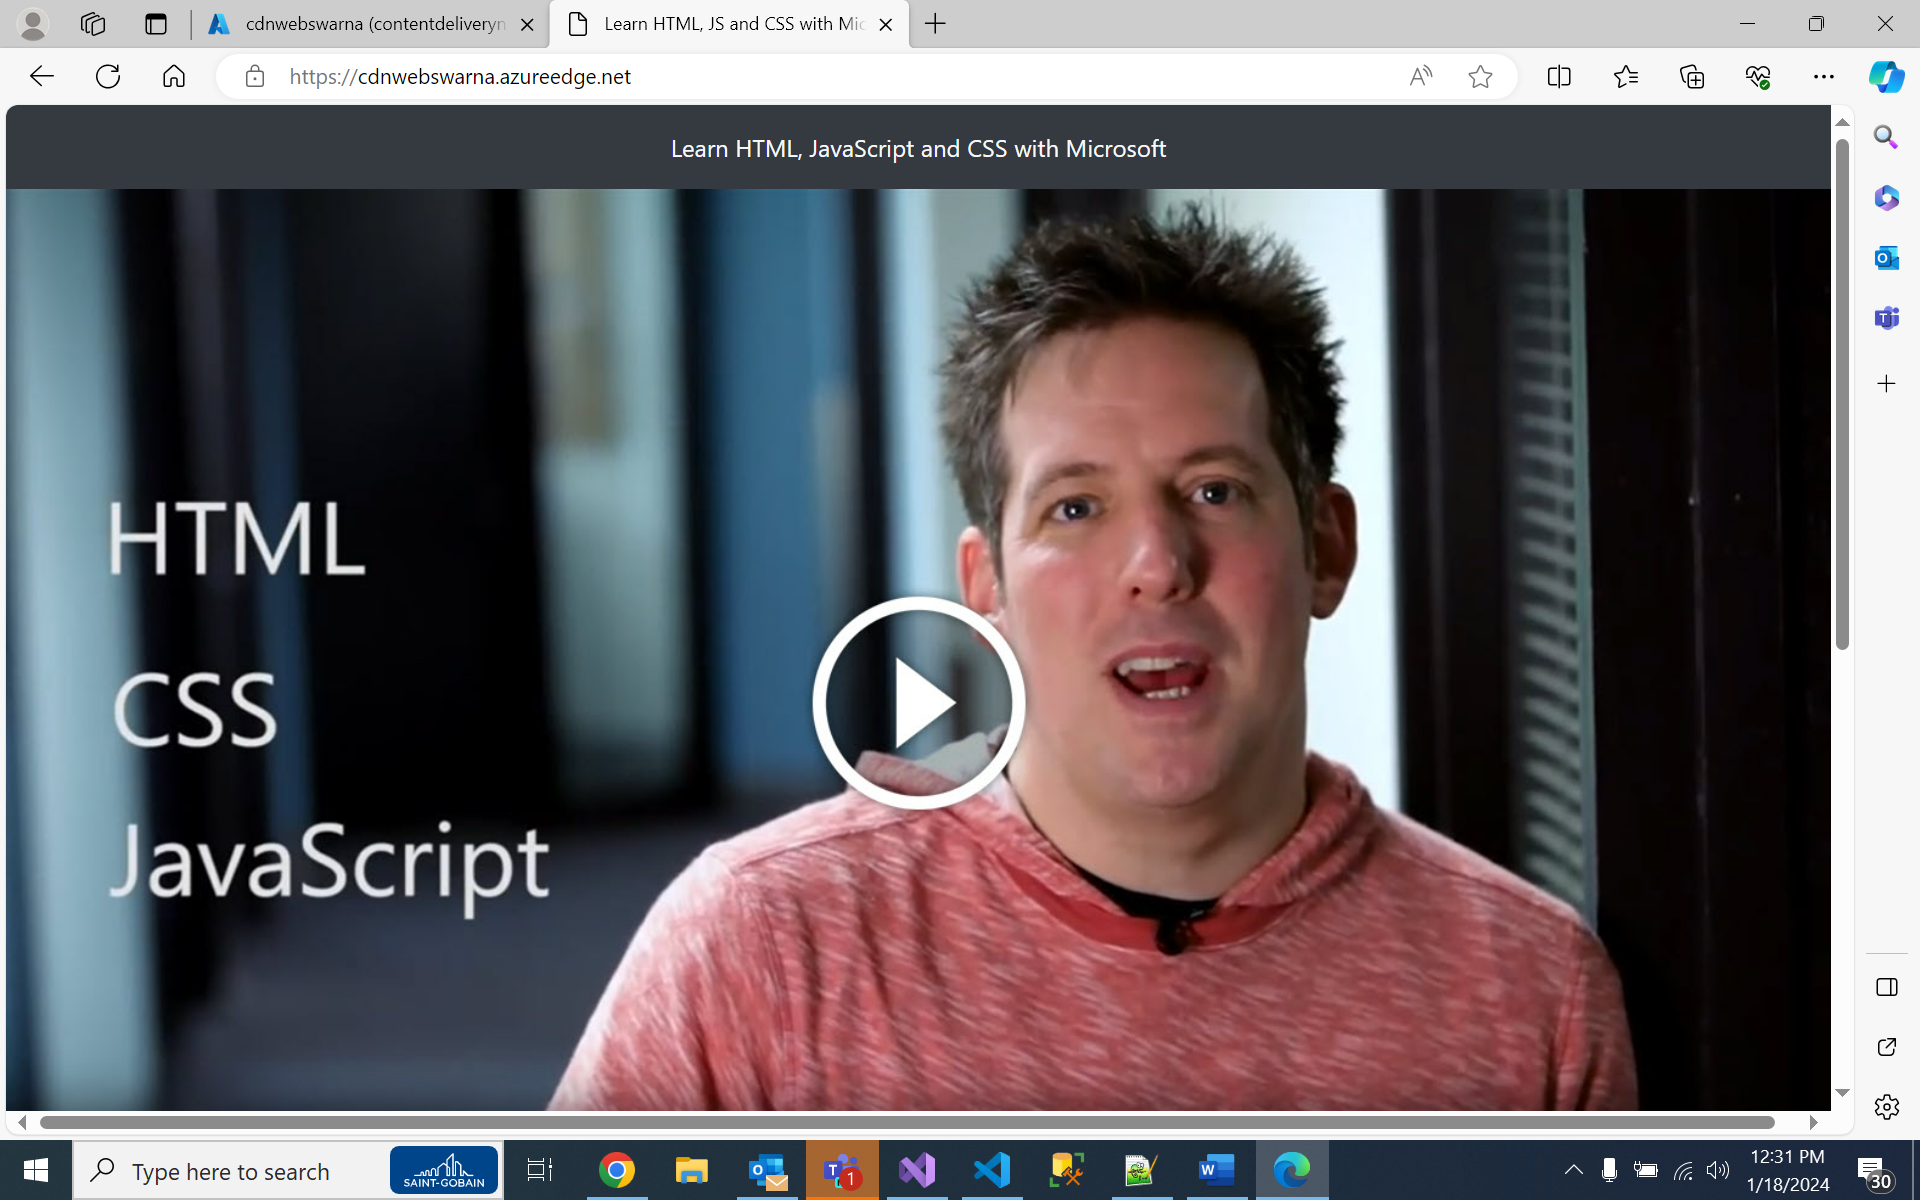 cdnwebswarna (contentdeliveryn
Learn HTML, JS and CSS with Mic
https://cdnwebswarna.azureedge.net
Learn HTML, JavaScript and CSS with Microsoft
HTML
CSS
JavaScript
Type here to search
SAINT-GOBAIN
1
12:31 PM
1/18/2024
30